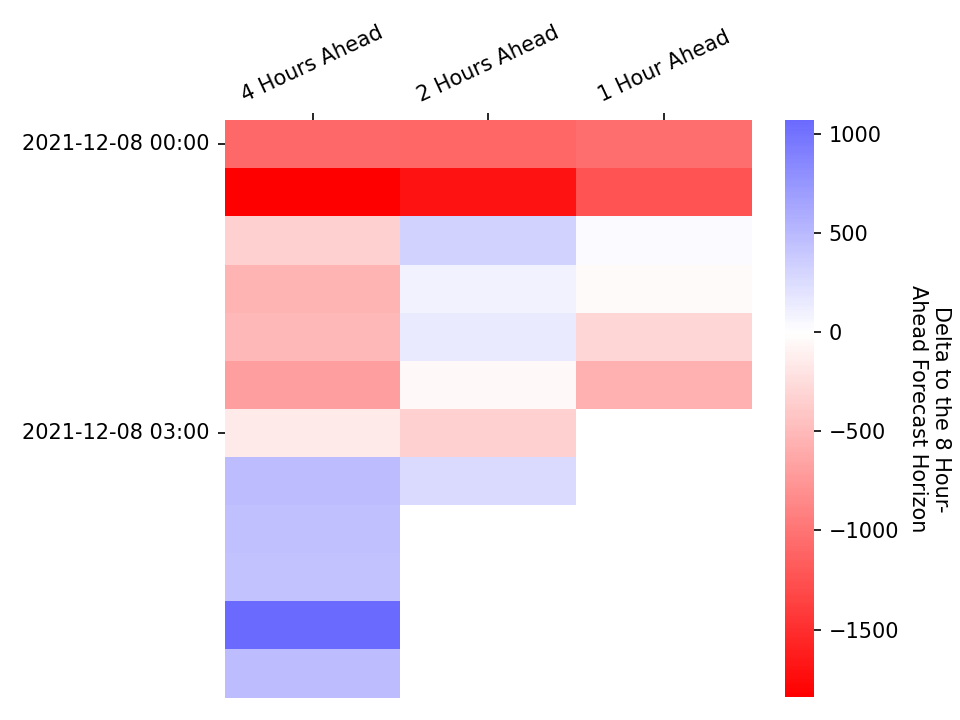 4 Hours Ahead
2 Hours Ahead
1 Hour Ahead
2021-12-08 00:00
2021-12-08 03:00
1000
500
0
−500
−1000
−1500
Delta to the 8 Hour-
Ahead Forecast Horizon